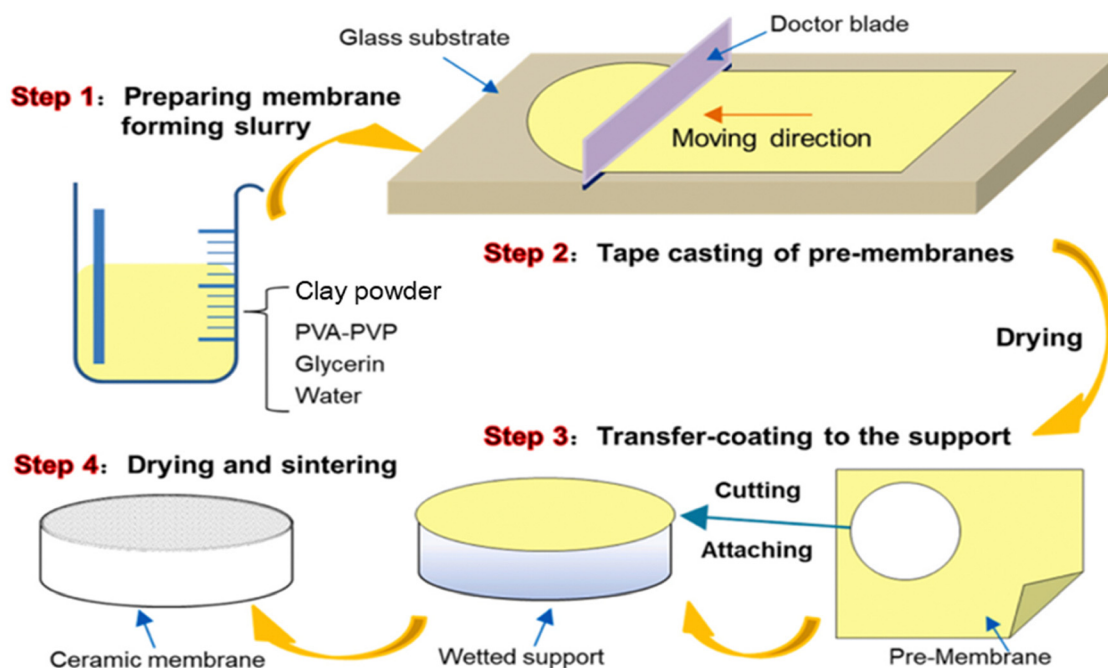 Glass substrate
Doctor blade
Step 1：Preparing membrane
forming slurry
Moving direction
Step 2：Tape casting of pre-membranes
Clay powder
PVA-PVP
Glycerin
Water
Drying
Step 3：Transfer-coating to the support
Step 4：Drying and sintering
Cutting
Attaching
Ceramic membrane
Wetted support
Pre-Membrane